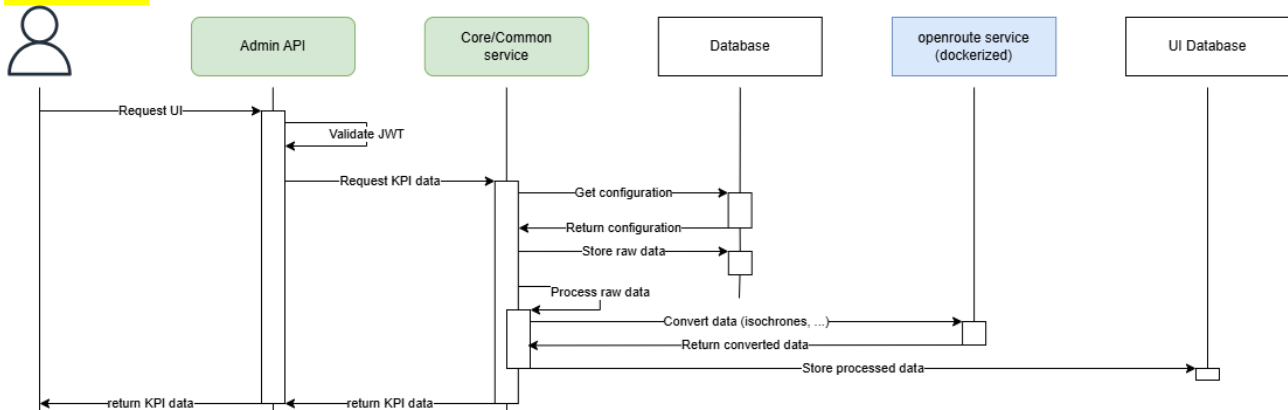 Admin API
Core/Common
service
Database
openroute service
(dockerized)
UI Database
Request UI
Validate JWT
Request KPI data
Get configuration
Return configuration
Store raw data
Process raw data
Convert data (isochrones, ...)
Return converted data
Store processed data
return KPI data
return KPI data